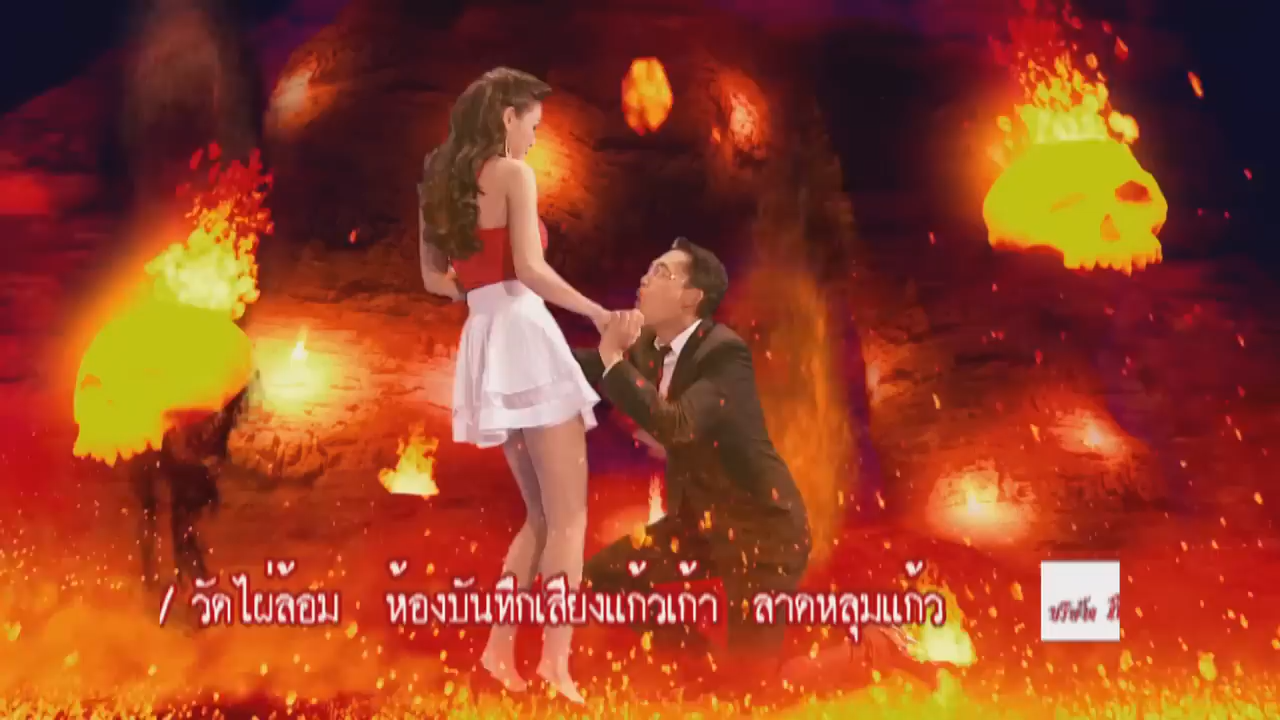 / วัดไผ่ล้อม ห้องบันทึกเสียงแก้วเก้า ลาดหลุมแก้ว